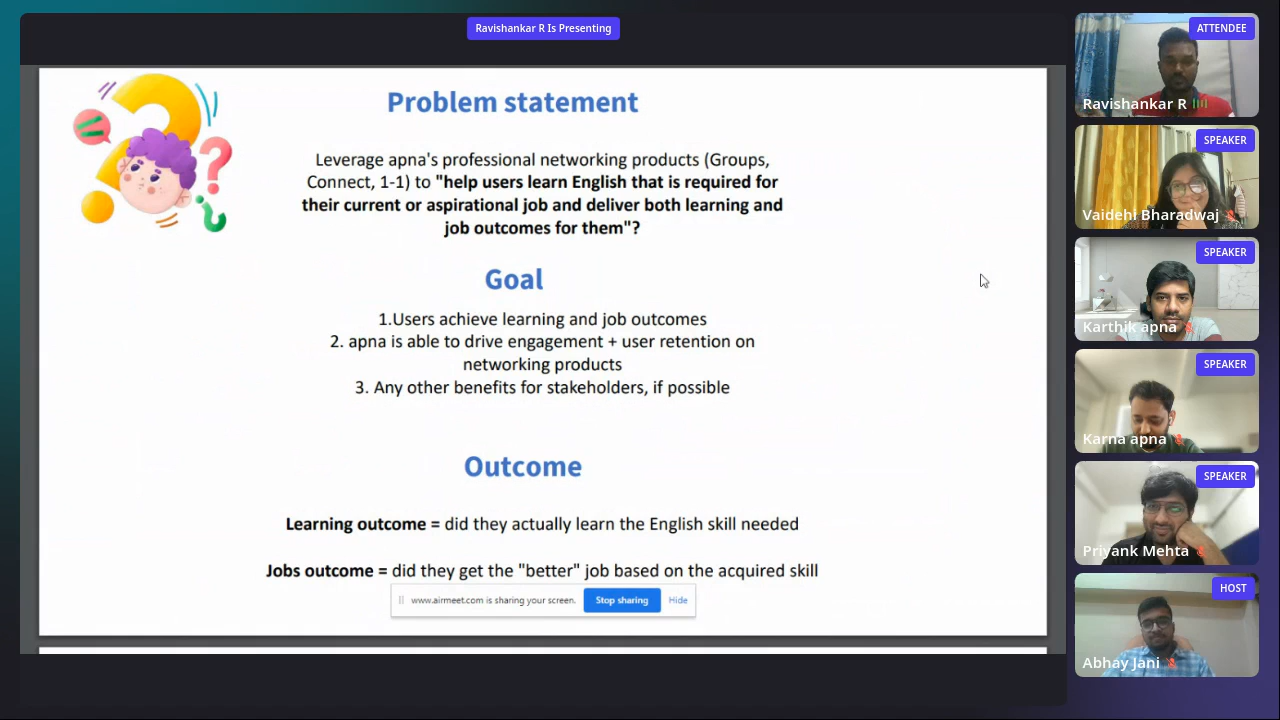 Ravishankar R Is Presenting
Problem statement
Leverage apna's professional networking products (Groups,
Connect, 1-1) to "help users learn English that is required for
their current or aspirational job and deliver both learning and
job outcomes for them"?
Goal
1.Users achieve learning and job outcomes
2. apna is able to drive engagement + user retention on
networking products
3. Any other benefits for stakeholders, if possible
Outcome
Learning outcome = did they actually learn the English skill needed
Jobs outcome = did they get the "better" job based on the acquired skill
www.airmeet.com is sharing your screen. Stop sharing Hide
ATTENDEE
Ravishankar R
SPEAKER
Vaidehi Bharadwaj
SPEAKER
Karthik apna
SPEAKER
Karna apna
SPEAKER
Priyank Mehta
HOST
Abhay Jani